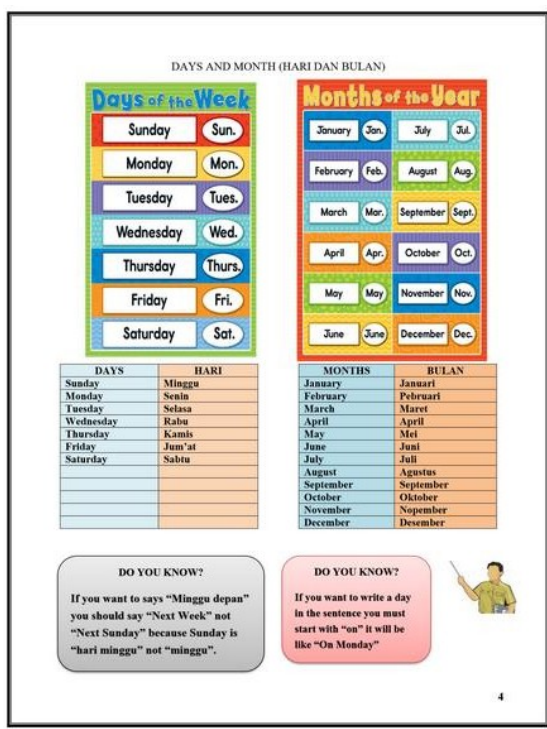 DAYS AND MONTH (HARI DAN BULAN)
Days of the Week
Sunday Sun.
Monday Mon.
Tuesday Tues.
Wednesday Wed.
Thursday Thurs.
Friday Fri.
Saturday Sat.
Months of the Year
January Jan. July Jul.
February Feb. August Aug.
March Mar. September Sept.
April Apr. October Oct.
May May November Nov.
June June December Dec.
DAYS HARI
Sunday Minggu
Monday Senin
Tuesday Selasa
Wednesday Rabu
Thursday Kamis
Friday Jum'at
Saturday Sabtu
MONTHS BULAN
January Januari
February Pebruari
March Maret
April April
May Mei
June Juni
July Juli
August Agustus
September September
October Oktober
November Nopember
December Desember
DO YOU KNOW?
If you want to says “Minggu depan”
you should say “Next Week” not
“Next Sunday” because Sunday is
“hari minggu” not “minggu”.
DO YOU KNOW?
If you want to write a day
in the sentence you must
start with “on” it will be
like “On Monday”
4